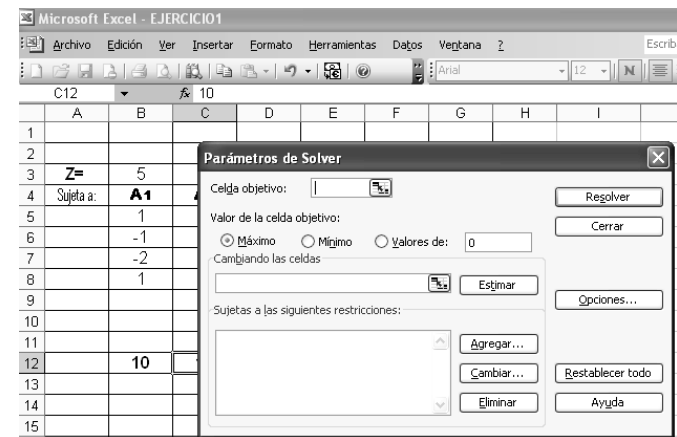 Microsoft Excel - EJERCICIO1
Archivo Edición Ver Insertar Formato Herramientas Datos Ventana ? Escrib
Arial 12 N
C12 fx 10
A B C D E F G H I
1
2
3 Z= 5
4 Sujeta a: A1
5 1
6 -1
7 -2
8 1
9
10
11
12 10
13
14
15
Parámetros de Solver
Celda objetivo:
Resolver
Valor de la celda objetivo:
Cerrar
Máximo Mínimo Valores de: 0
Cambiando las celdas
Estimar
Opciones...
Sujetas a las siguientes restricciones:
Agregar...
Cambiar... Restablecer todo
Eliminar Ayuda